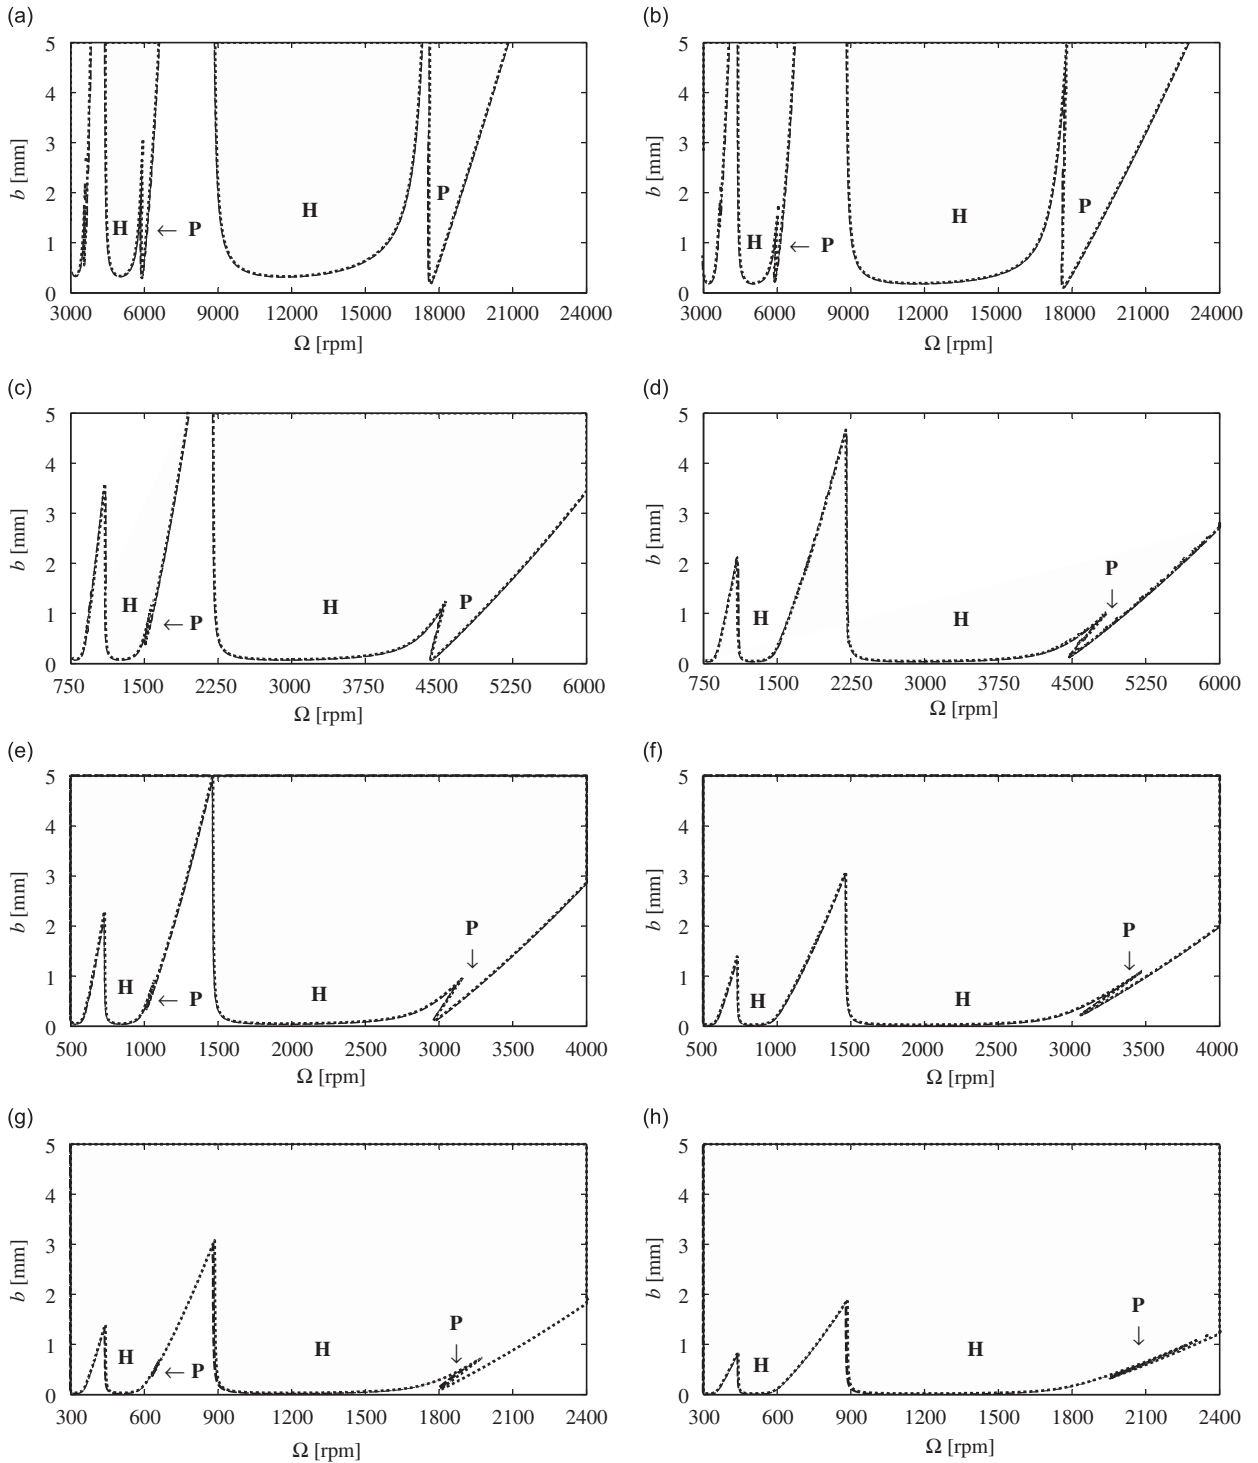 (a) (b)
5 5
4 4
3 3
b [mm] b [mm]
2 H P 2 H P
1 H ← P 1 H ← P
0 0
3000 6000 9000 12000 15000 18000 21000 24000 3000 6000 9000 12000 15000 18000 21000 24000
Ω [rpm] Ω [rpm]
(c) (d)
5 5
4 4
3 3
b [mm] b [mm]
2 2 P ↓
1 H ← P H P 1 H H
0 0
750 1500 2250 3000 3750 4500 5250 6000 750 1500 2250 3000 3750 4500 5250 6000
Ω [rpm] Ω [rpm]
(e) (f)
5 5
4 4
3 3
b [mm] b [mm]
2 P ↓ 2 P ↓
1 H ← P H 1 H H
0 0
500 1000 1500 2000 2500 3000 3500 4000 500 1000 1500 2000 2500 3000 3500 4000
Ω [rpm] Ω [rpm]
(g) (h)
5 5
4 4
3 3
b [mm] b [mm]
2 P ↓ 2 P ↓
1 H ← P H 1 H H
0 0
300 600 900 1200 1500 1800 2100 2400 300 600 900 1200 1500 1800 2100 2400
Ω [rpm] Ω [rpm]